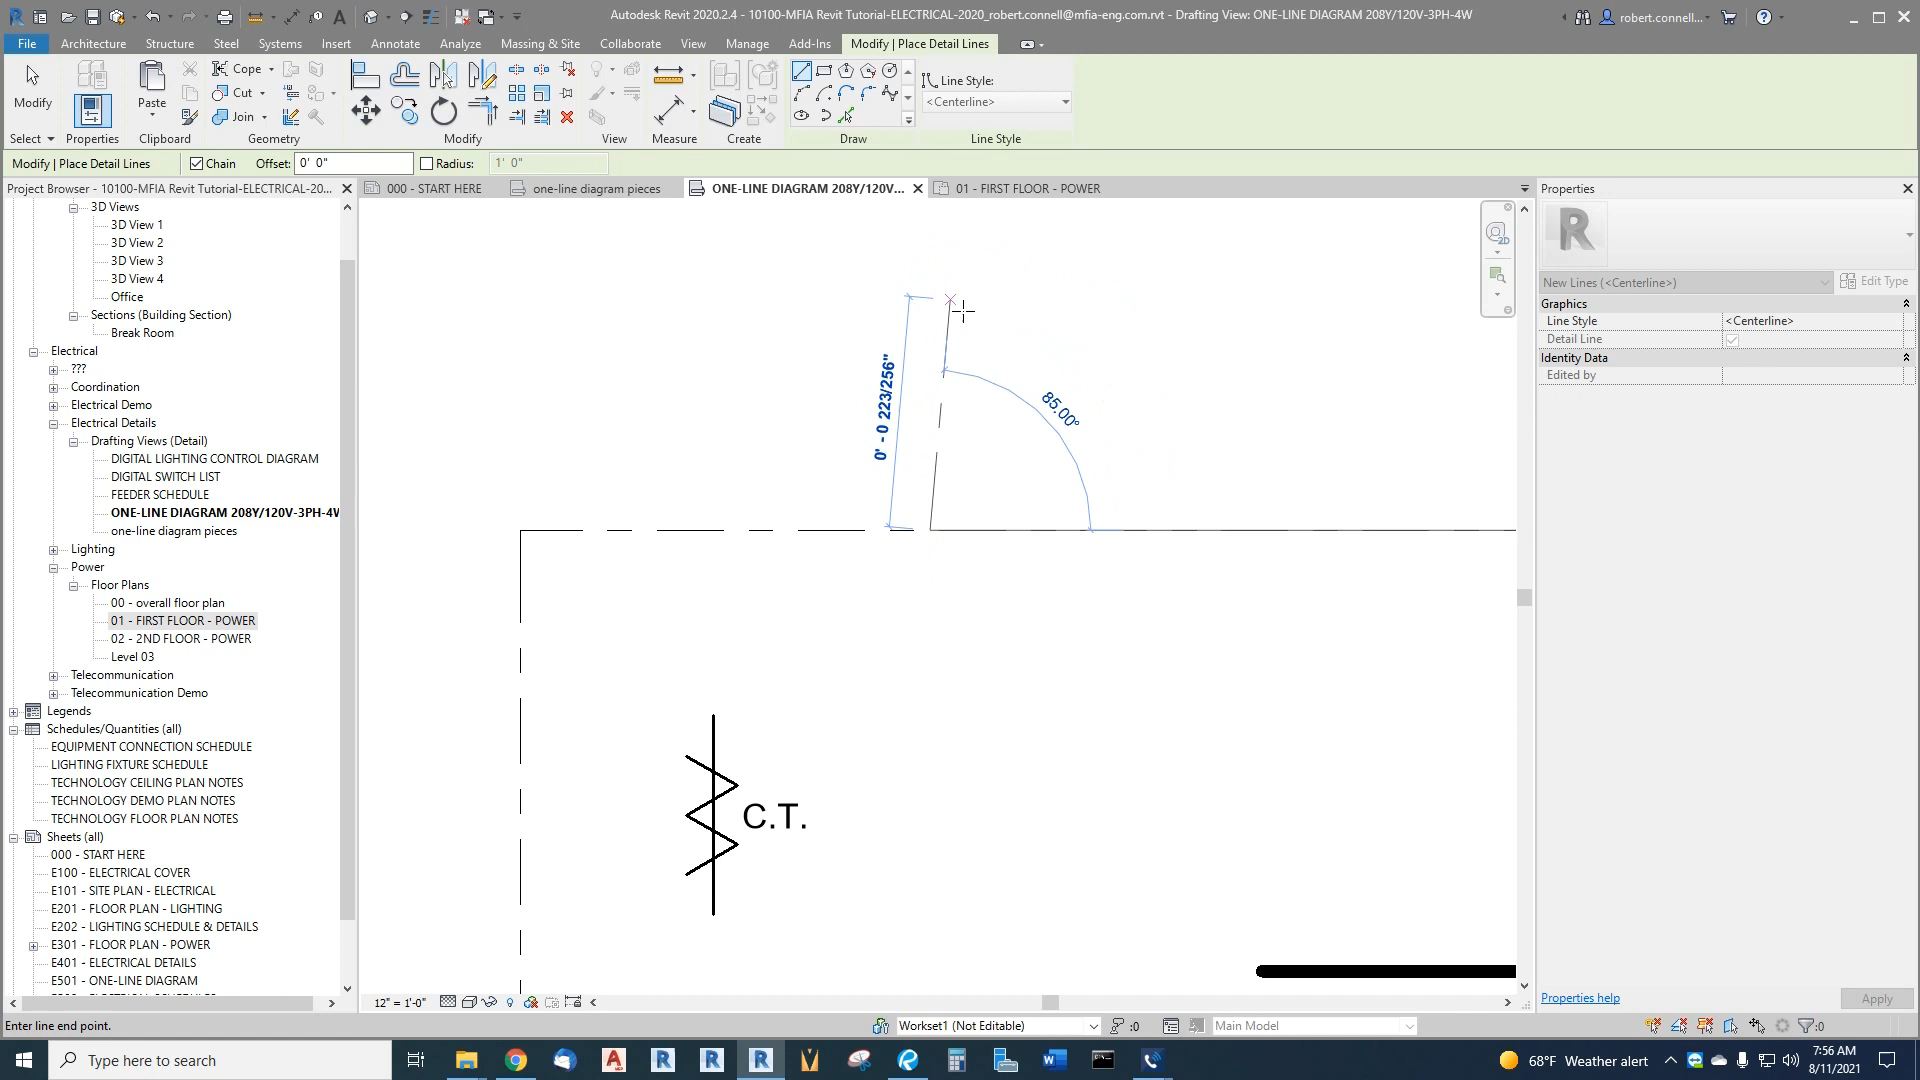 Autodesk Revit 2020.2.4 - 10100-MFIA Revit Tutorial-ELECTRICAL-2020_robert.connell@mfia-eng.com.rvt - Drafting View: ONE-LINE DIAGRAM 208Y/120V-3PH-4W
robert.connell...
File Architecture Structure Steel Systems Insert Annotate Analyze Massing & Site Collaborate View Manage Add-Ins Modify | Place Detail Lines
Modify
Paste
Cope
Cut
Join
Line Style:
<Centerline>
Select Properties Clipboard Geometry Modify View Measure Create Draw Line Style
Modify | Place Detail Lines Chain Offset: 0' 0" Radius: 1' 0"
Project Browser - 10100-MFIA Revit Tutorial-ELECTRICAL-20...
000 - START HERE
one-line diagram pieces
ONE-LINE DIAGRAM 208Y/120V...
01 - FIRST FLOOR - POWER
3D Views
3D View 1
3D View 2
3D View 3
3D View 4
Office
Sections (Building Section)
Break Room
Electrical
???
Coordination
Electrical Demo
Electrical Details
Drafting Views (Detail)
DIGITAL LIGHTING CONTROL DIAGRAM
DIGITAL SWITCH LIST
FEEDER SCHEDULE
ONE-LINE DIAGRAM 208Y/120V-3PH-4W
one-line diagram pieces
Lighting
Power
Floor Plans
00 - overall floor plan
01 - FIRST FLOOR - POWER
02 - 2ND FLOOR - POWER
Level 03
Telecommunication
Telecommunication Demo
Legends
Schedules/Quantities (all)
EQUIPMENT CONNECTION SCHEDULE
LIGHTING FIXTURE SCHEDULE
TECHNOLOGY CEILING PLAN NOTES
TECHNOLOGY DEMO PLAN NOTES
TECHNOLOGY FLOOR PLAN NOTES
Sheets (all)
000 - START HERE
E100 - ELECTRICAL COVER
E101 - SITE PLAN - ELECTRICAL
E201 - FLOOR PLAN - LIGHTING
E202 - LIGHTING SCHEDULE & DETAILS
E301 - FLOOR PLAN - POWER
E401 - ELECTRICAL DETAILS
E501 - ONE-LINE DIAGRAM
2D
0' - 0 223/256"
85.00°
C.T.
Properties
R
New Lines (<Centerline>)
Edit Type
Graphics
Line Style <Centerline>
Detail Line
Identity Data
Edited by
Properties help
Apply
12" = 1'-0"
Enter line end point.
Workset1 (Not Editable)
:0
Main Model
:0
Type here to search
68°F Weather alert
7:56 AM
8/11/2021